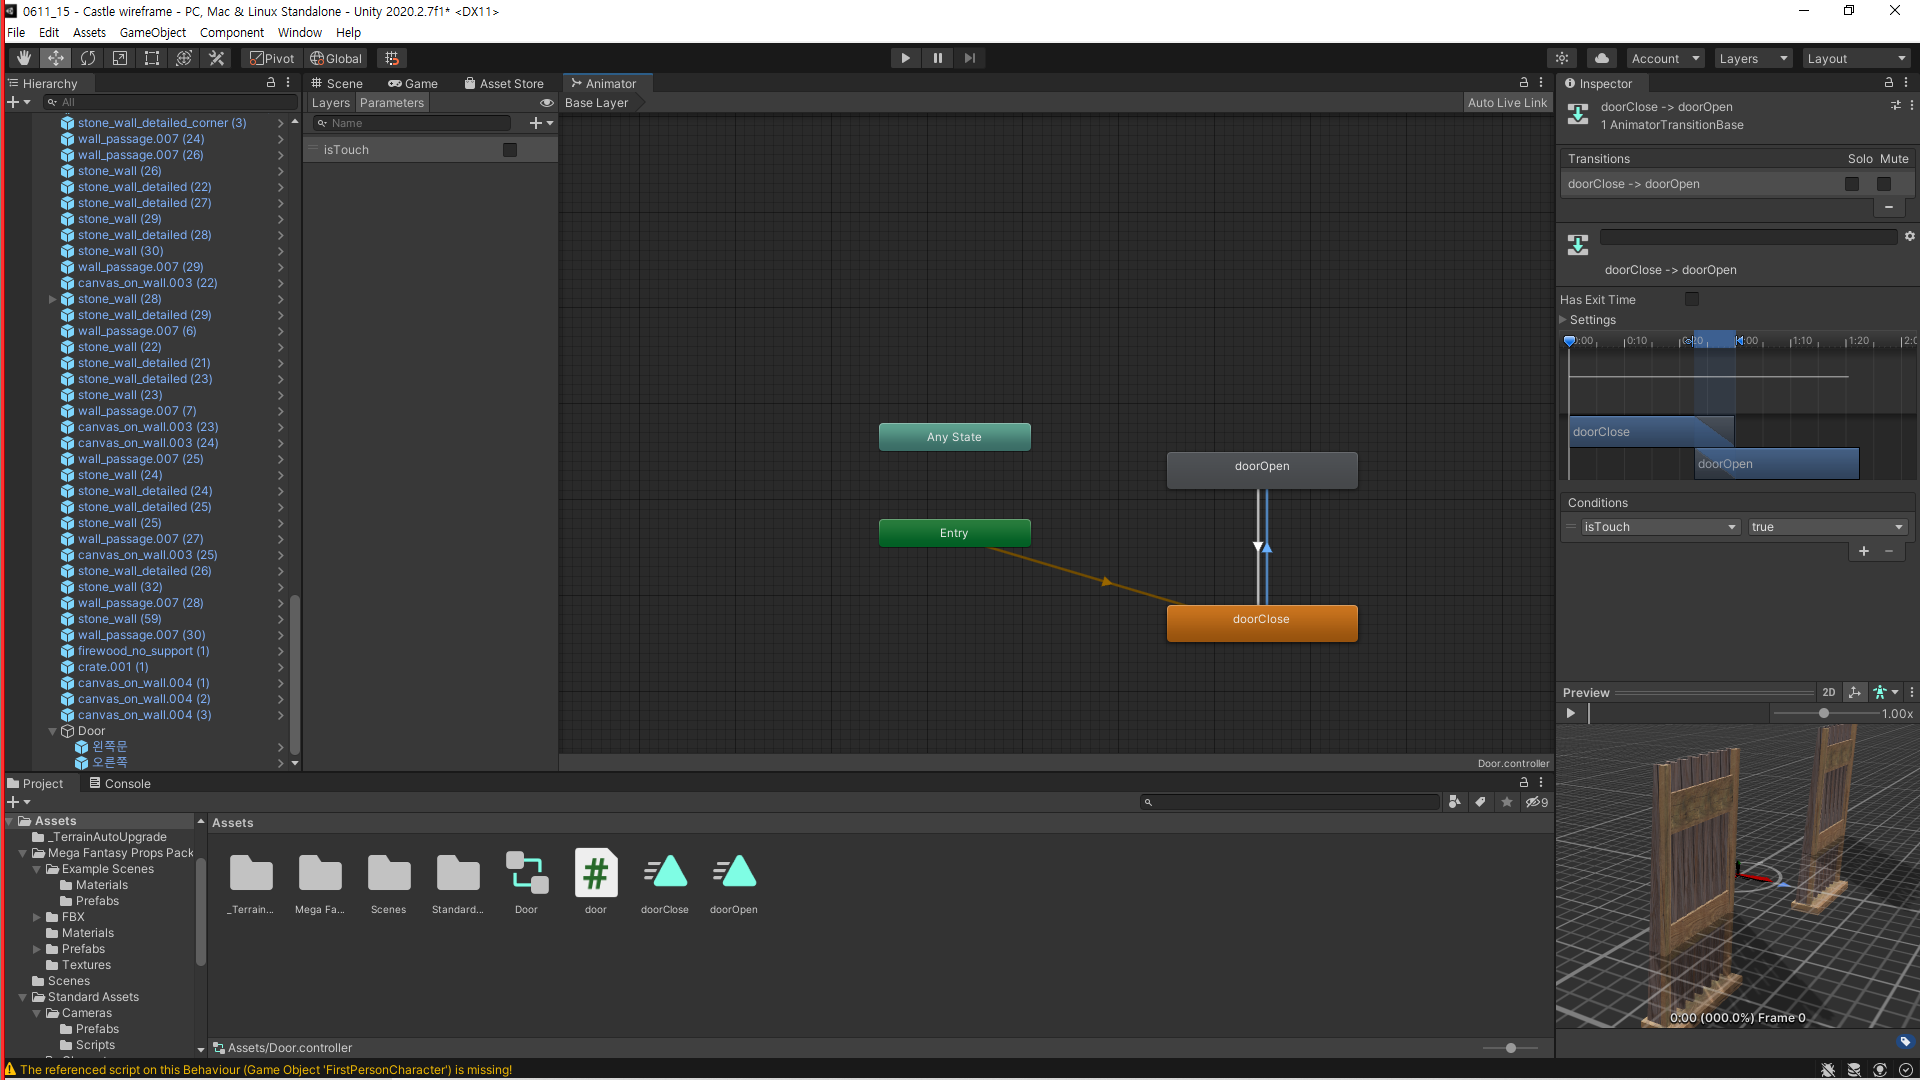 0611_15 - Castle wireframe - PC, Mac & Linux Standalone - Unity 2020.2.7f1* <DX11>
File Edit Assets GameObject Component Window Help
Pivot Global Account Layers Layout
Hierarchy
All
stone_wall_detailed_corner (3)
wall_passage.007 (24)
wall_passage.007 (26)
stone_wall (26)
stone_wall_detailed (22)
stone_wall_detailed (27)
stone_wall (29)
stone_wall_detailed (28)
stone_wall (30)
wall_passage.007 (29)
canvas_on_wall.003 (22)
stone_wall (28)
stone_wall_detailed (29)
wall_passage.007 (6)
stone_wall (22)
stone_wall_detailed (21)
stone_wall_detailed (23)
stone_wall (23)
wall_passage.007 (7)
canvas_on_wall.003 (23)
canvas_on_wall.003 (24)
wall_passage.007 (25)
stone_wall (24)
stone_wall_detailed (24)
stone_wall_detailed (25)
stone_wall (25)
wall_passage.007 (27)
canvas_on_wall.003 (25)
stone_wall_detailed (26)
stone_wall (32)
wall_passage.007 (28)
stone_wall (59)
wall_passage.007 (30)
firewood_no_support (1)
crate.001 (1)
canvas_on_wall.004 (1)
canvas_on_wall.004 (2)
canvas_on_wall.004 (3)
Door
왼쪽문
오른쪽
Scene Game Asset Store Animator
Layers Parameters Base Layer Auto Live Link
Name
isTouch
Any State
doorOpen
Entry
doorClose
Door.controller
Inspector
doorClose -> doorOpen
1 AnimatorTransitionBase
Transitions Solo Mute
doorClose -> doorOpen
doorClose -> doorOpen
Has Exit Time
Settings
0:10 1:10 1:20
doorClose
doorOpen
Conditions
isTouch true
Preview 2D
1.00x
0:00 (000.0%) Frame 0
Project Console
9
Assets
_TerrainAutoUpgrade
Mega Fantasy Props Pack
Example Scenes
Materials
Prefabs
FBX
Materials
Prefabs
Textures
Scenes
Standard Assets
Cameras
Prefabs
Scripts
Assets
_Terrain... Mega Fa... Scenes Standard... Door door doorClose doorOpen
Assets/Door.controller
The referenced script on this Behaviour (Game Object 'FirstPersonCharacter') is missing!